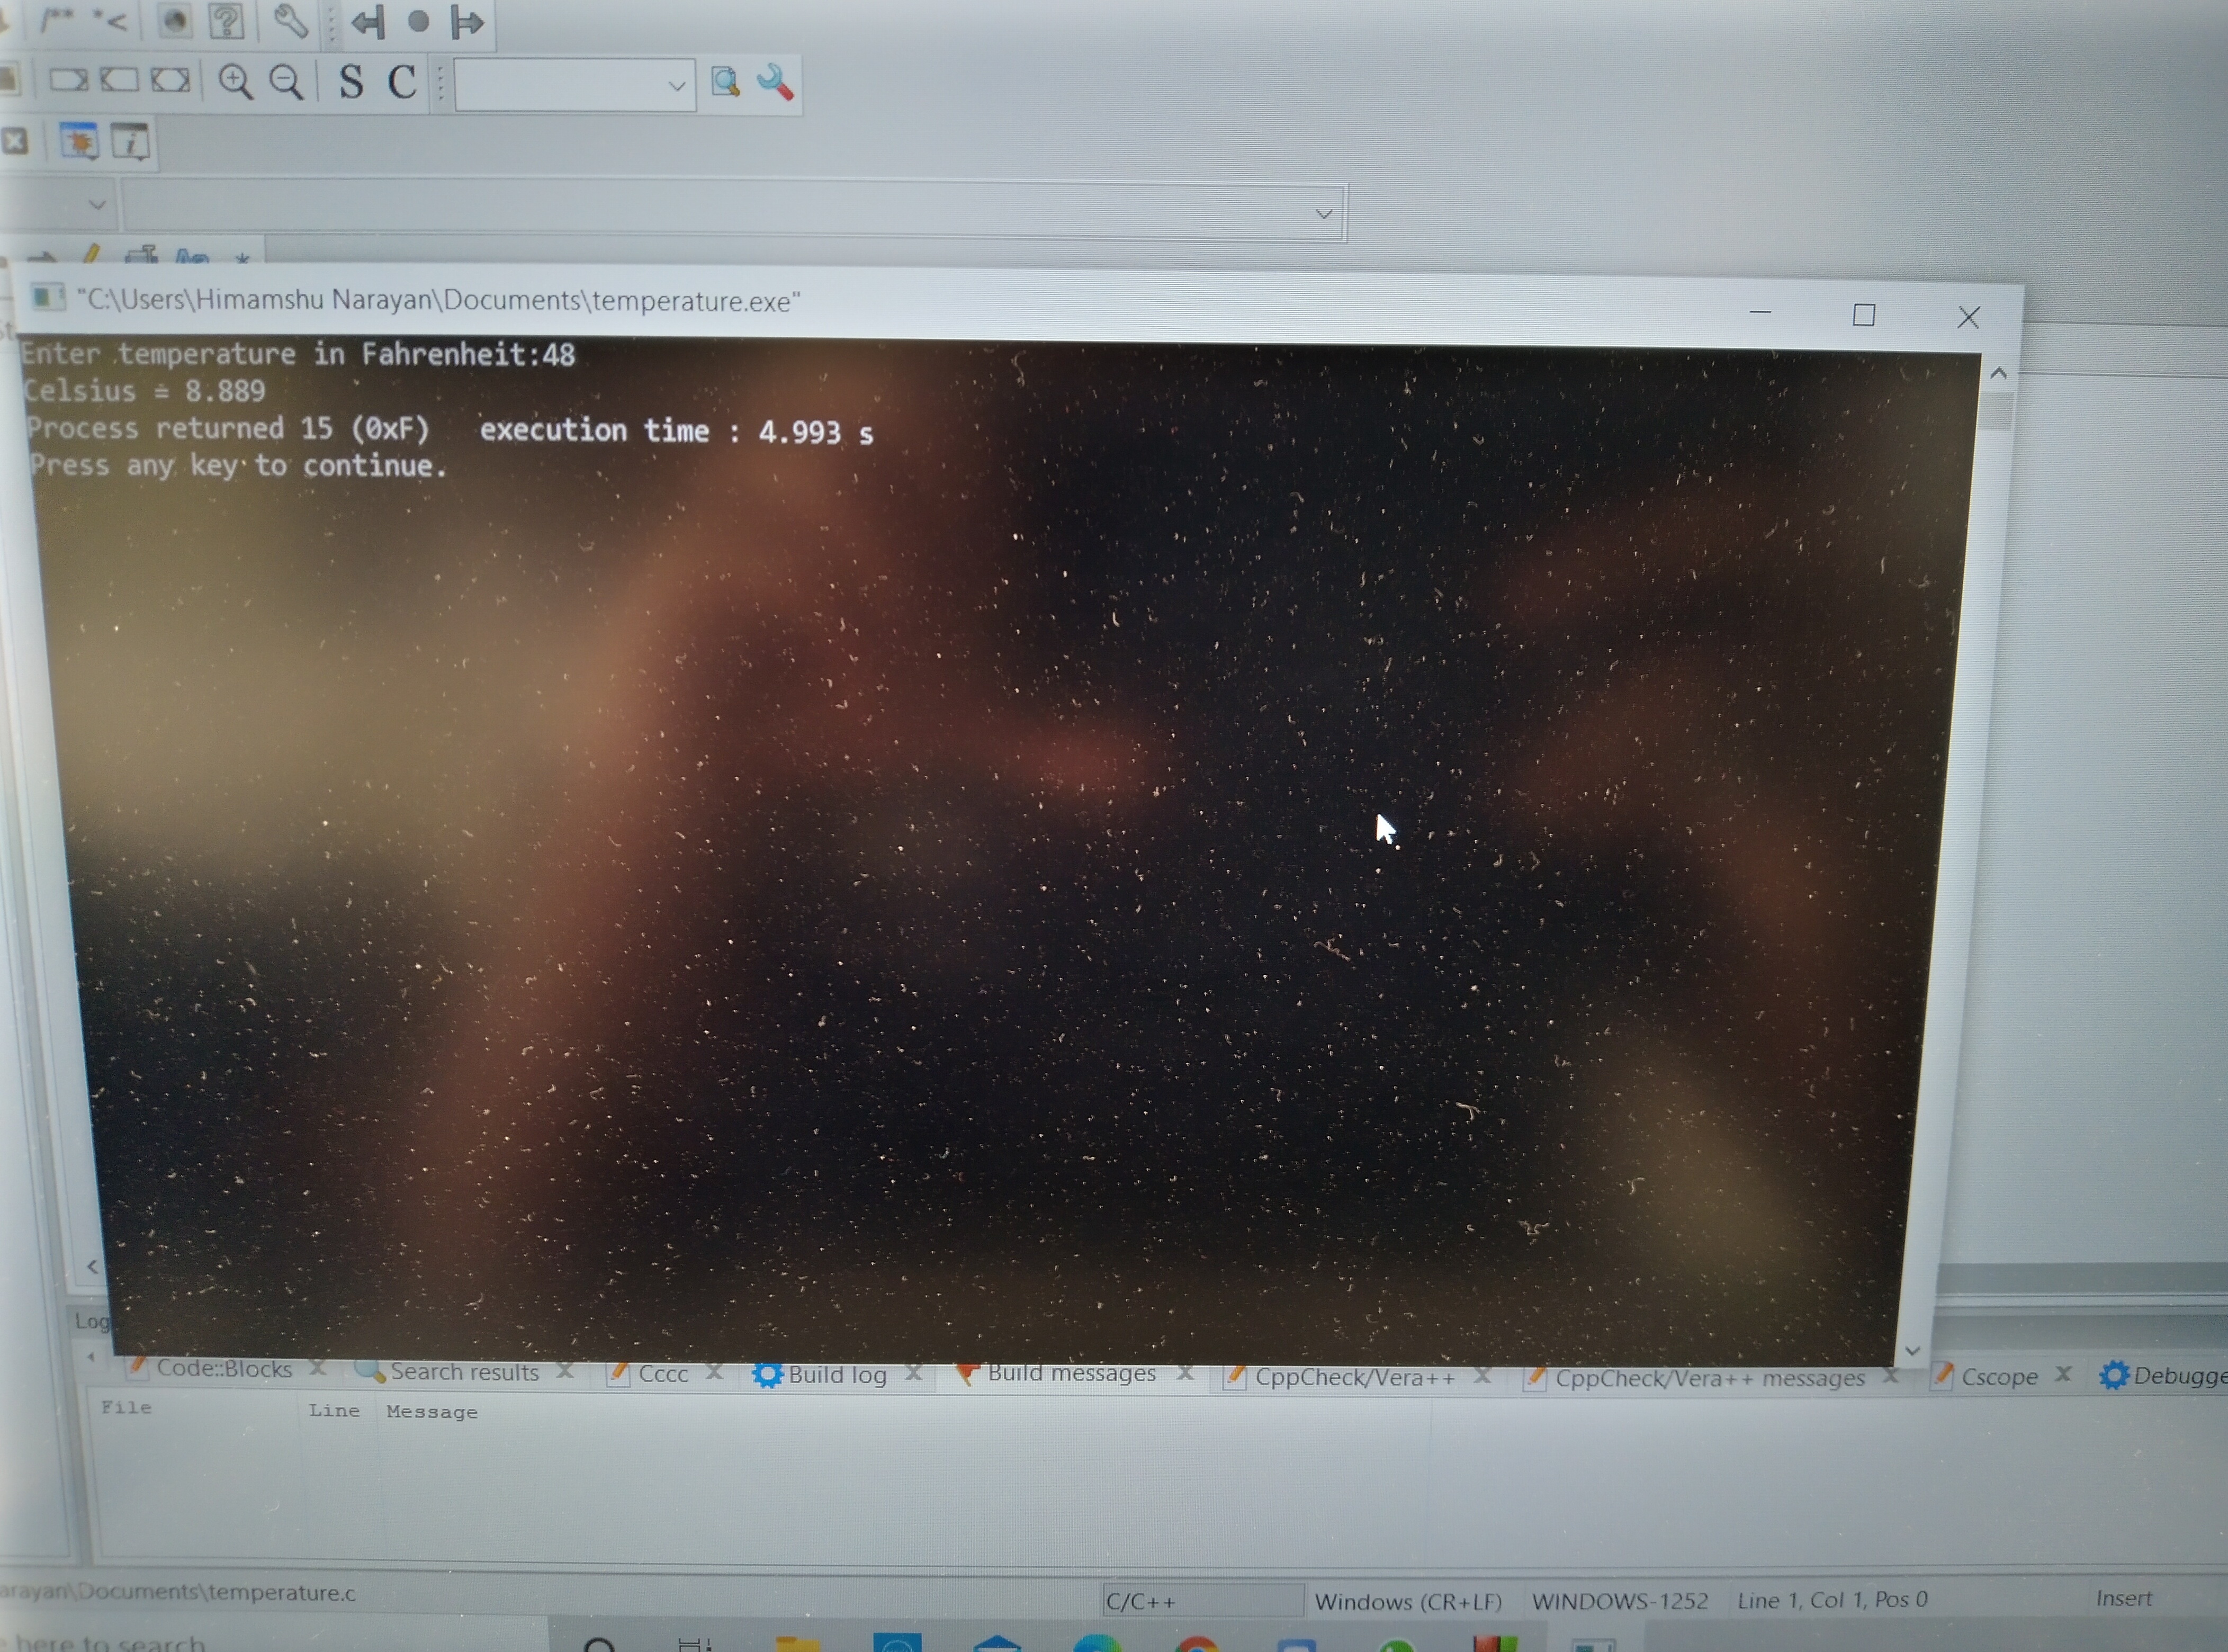 /** *<
S C
"C:\Users\Himamshu Narayan\Documents\temperature.exe"
Enter temperature in Fahrenheit:48
Celsius = 8.889
Process returned 15 (0xF) execution time : 4.993 s
Press any key to continue.
Log
Code::Blocks Search results Cccc Build log Build messages CppCheck/Vera++ CppCheck/Vera++ messages Cscope Debugge
File Line Message
arayan\Documents\temperature.c C/C++ Windows (CR+LF) WINDOWS-1252 Line 1, Col 1, Pos 0 Insert
here to search